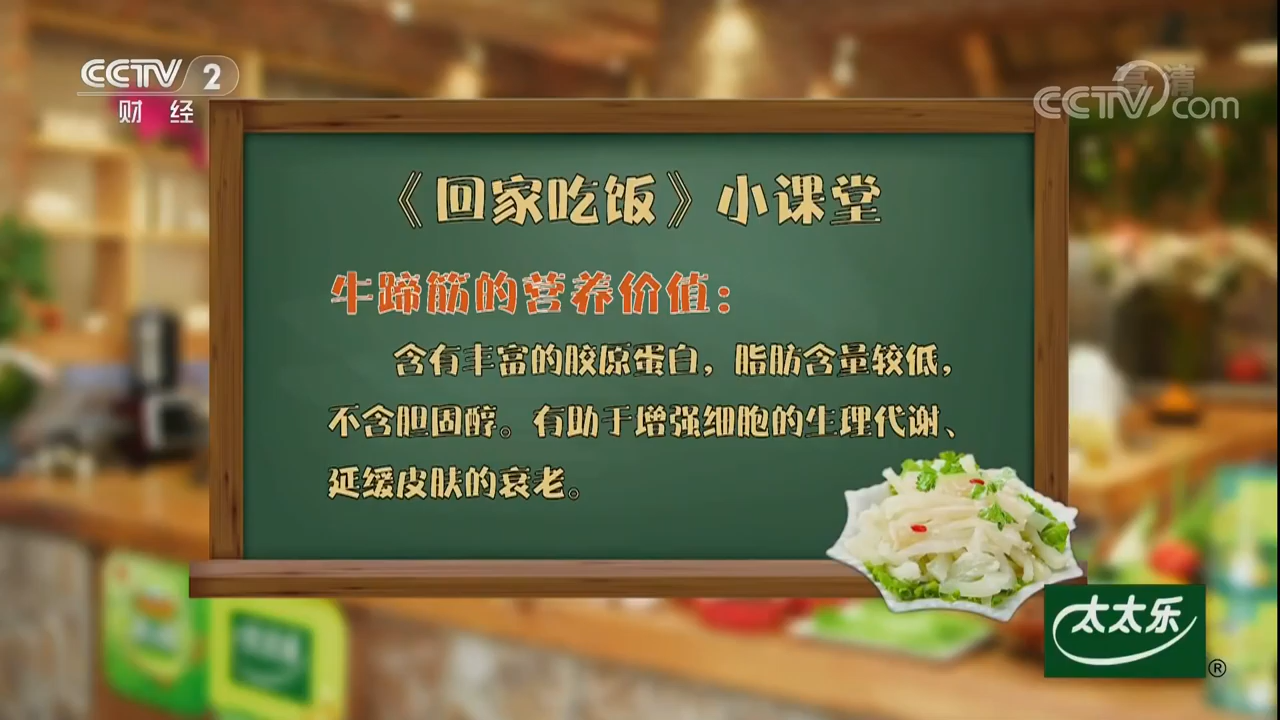 CCTV 2
财 经
高清
CCTV com
《回家吃饭》小课堂
牛蹄筋的营养价值：
含有丰富的胶原蛋白，脂肪含量较低，
不含胆固醇。有助于增强细胞的生理代谢、
延缓皮肤的衰老。
太太乐
®